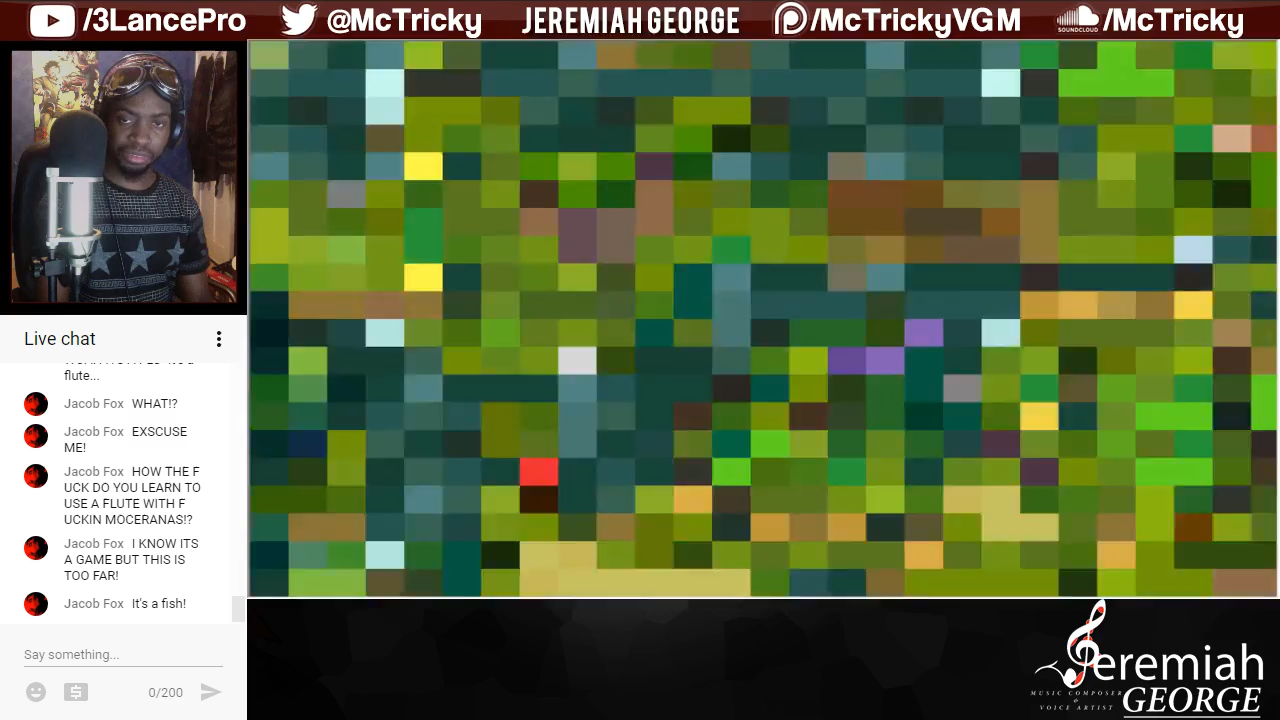 /3LancePro @McTricky JEREMIAH GEORGE /McTrickyVGM SOUNDCLOUD /McTricky
Live chat
flute...
Jacob Fox WHAT!?
Jacob Fox EXSCUSE
ME!
Jacob Fox HOW THE F
UCK DO YOU LEARN TO
USE A FLUTE WITH F
UCKIN MOCERANAS!?
Jacob Fox I KNOW ITS
A GAME BUT THIS IS
TOO FAR!
Jacob Fox It's a fish!
Say something...
0/200
Jeremiah
MUSIC COMPOSER
&
VOICE ARTIST
GEORGE